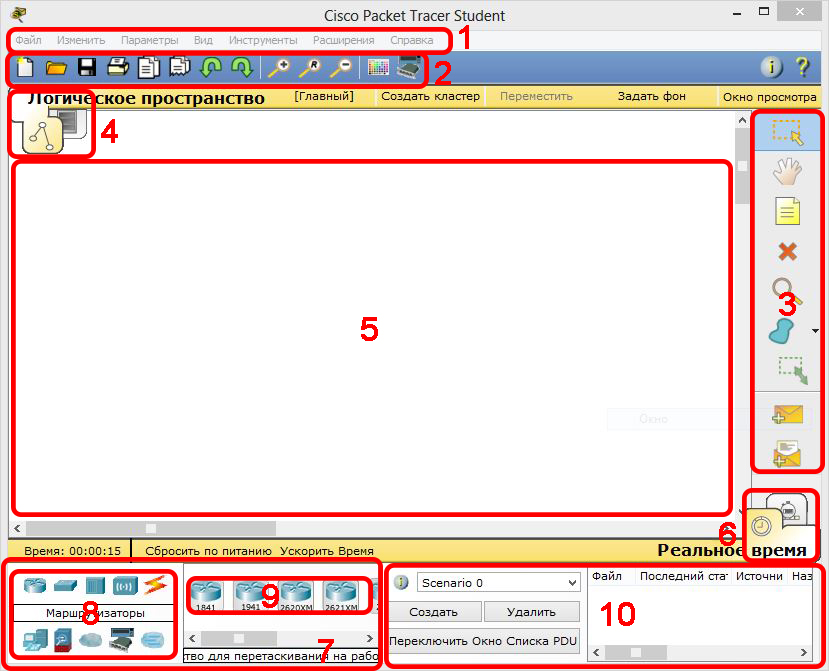 Cisco Packet Tracer Student
Файл Изменить Параметры Вид Инструменты Расширения Справка
1
2
Логическое пространство [Главный] Создать кластер Переместить Задать фон Окно просмотра
4
3
5
Окно
6
Время: 00:00:15 Сбросить по питанию Ускорить Время Реальное время
8
Маршрутизаторы
9
1841 1941 2620XM 2621XM
7
тво для перетаскивания на рабо
Scenario 0
Создать Удалить
Переключить Окно Списка PDU
Файл Последний стат Источни Наз
10